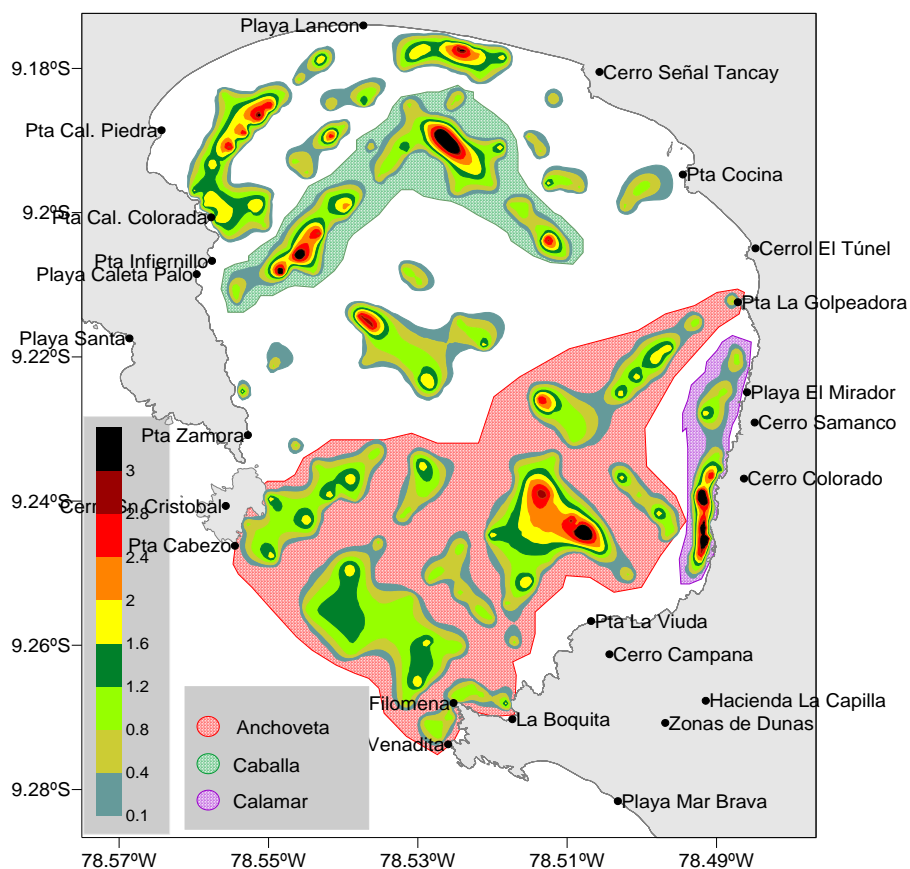 Playa Lancon
9.18ºS
Cerro Señal Tancay
Pta Cal. Piedra
Pta Cocina
9.2ºS
Pta Cal. Colorada
Cerrol El Túnel
Pta Infiernillo
Playa Caleta Palo
Pta La Golpeadora
Playa Santa
9.22ºS
Playa El Mirador
Cerro Samanco
Pta Zamora
3
Cerro Colorado
9.24ºS
Cerro Sn Cristobal
2.8
Pta Cabezo
2.4
2
Pta La Viuda
9.26ºS
1.6
Cerro Campana
1.2
Filomena
Hacienda La Capilla
La Boquita
Zonas de Dunas
Anchoveta
0.8
Venadita
Caballa
0.4
9.28ºS
Calamar
Playa Mar Brava
0.1
78.57ºW
78.55ºW
78.53ºW
78.51ºW
78.49ºW